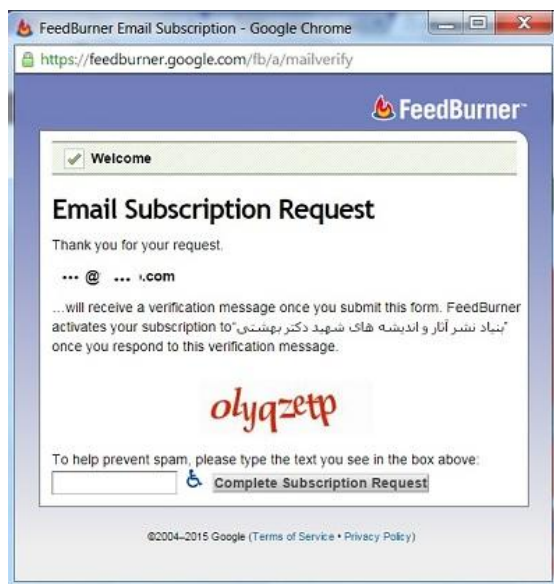 FeedBurner Email Subscription - Google Chrome
https://feedburner.google.com/fb/a/mailverify
FeedBurner™
Welcome
Email Subscription Request
Thank you for your request.
... @ ... .com
...will receive a verification message once you submit this form. FeedBurner
activates your subscription to "بنیاد نشر آثار و اندیشه های شهید دکتر بهشتی"
once you respond to this verification message.
olyqzetp
To help prevent spam, please type the text you see in the box above:
Complete Subscription Request
©2004–2015 Google (Terms of Service • Privacy Policy)